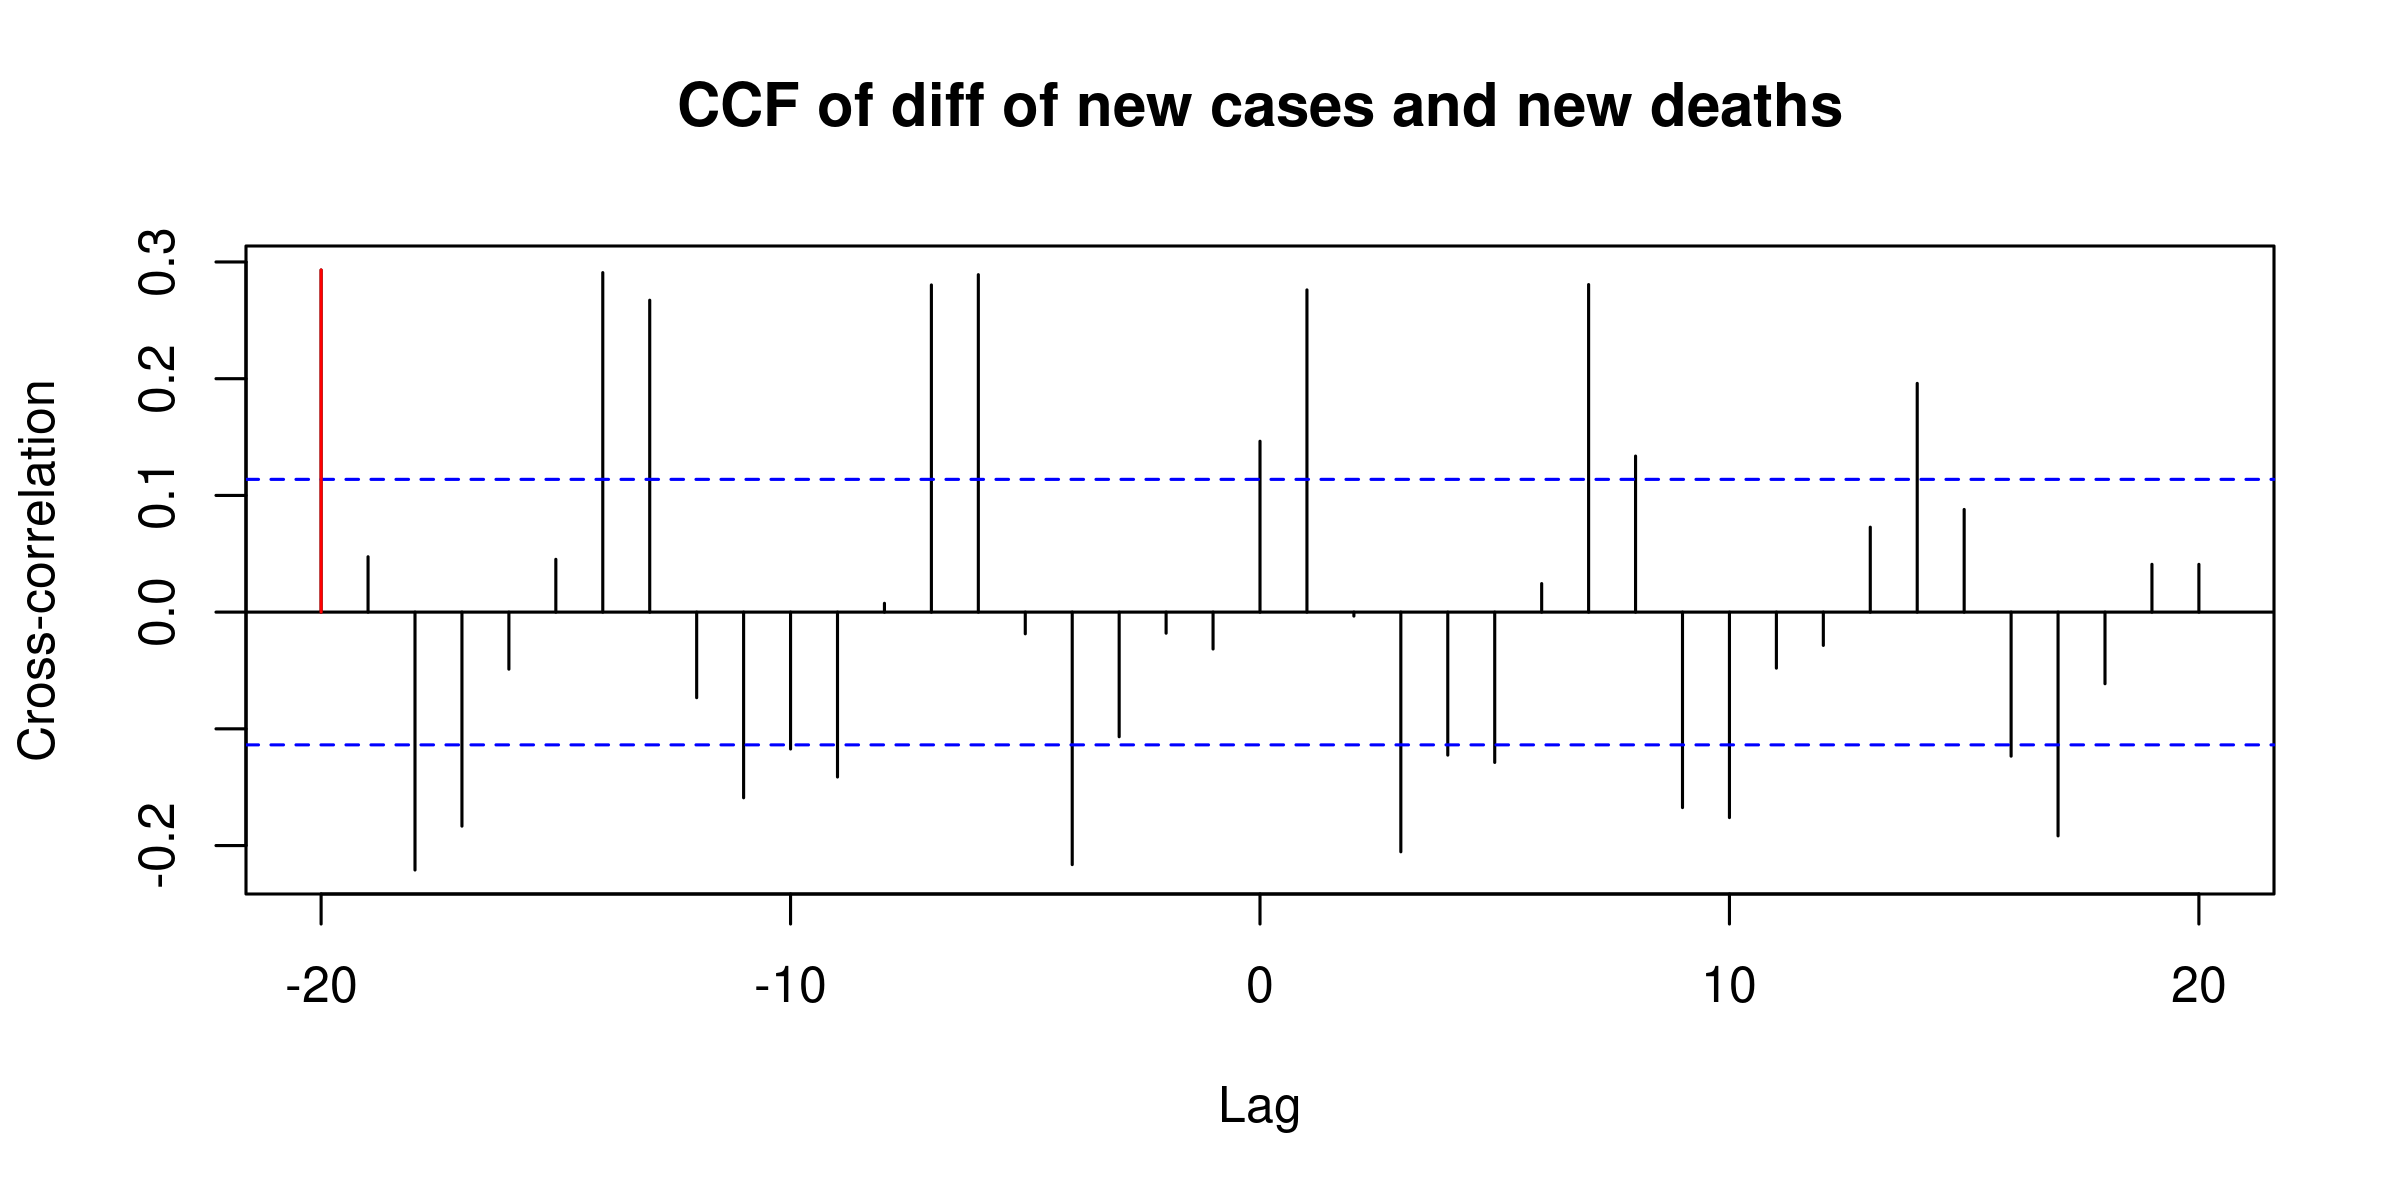 CCF of diff of new cases and new deaths
Cross-correlation
0.3
0.2
0.1
0.0
-0.2
-20 -10 0 10 20
Lag